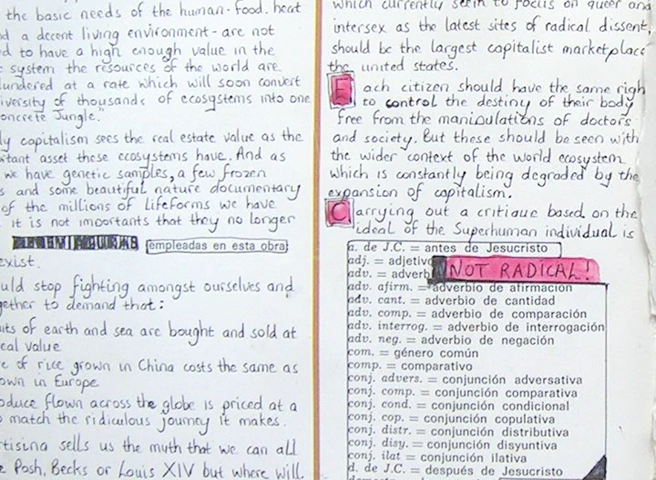 the basic needs of the human - food. heat
a decent living environment - are not
to have a high enough value in the
system the resources of the world are
undered at a rate which will soon convert
iversity of thousands of ecosystems into one
oncrete Jungle."
ly capitalism sees the real estate value as the
rtant asset these ecosystems have. And as
we have genetic samples, a few frozen
s and some beautiful nature documentary
of the millions of lifeforms we have
it is not importants that they no longer
empleadas en esta obra
exist.
uld stop fighting amongst ourselves and
gether to demand that:
uits of earth and sea are bought and sold at
eal value
e of rice grown in China costs the same as
own in Europe
oduce flown across the globe is priced at a
o match the ridiculous journey it makes.
rtising sells us the myth that we can all
e Posh, Becks or Louis XIV but where will
which currently seem to focus on queer and
intersex as the latest sites of radical dissent,
should be the largest capitalist marketplace
the united states.
Each citizen should have the same righ
to control the destiny of their body
free from the manipulations of doctors
and society. But these should be seen with
the wider context of the world ecosystem
which is constantly being degraded by the
expansion of capitalism.
Carrying out a critique based on the
ideal of the Superhuman individual is
NOT RADICAL!
a. de J.C. = antes de Jesucristo
adj. = adjetivo
adv. = adverb
adv. afirm. = adverbio de afirmación
adv. cant. = adverbio de cantidad
adv. comp. = adverbio de comparación
adv. interrog. = adverbio de interrogación
adv. neg. = adverbio de negación
com. = género común
comp. = comparativo
conj. advers. = conjunción adversativa
conj. comp. = conjunción comparativa
conj. cond. = conjunción condicional
conj. cop. = conjunción copulativa
conj. distr. = conjunción distributiva
conj. disy. = conjunción disyuntiva
conj. ilat = conjunción ilativa
d. de J.C. = después de Jesucristo